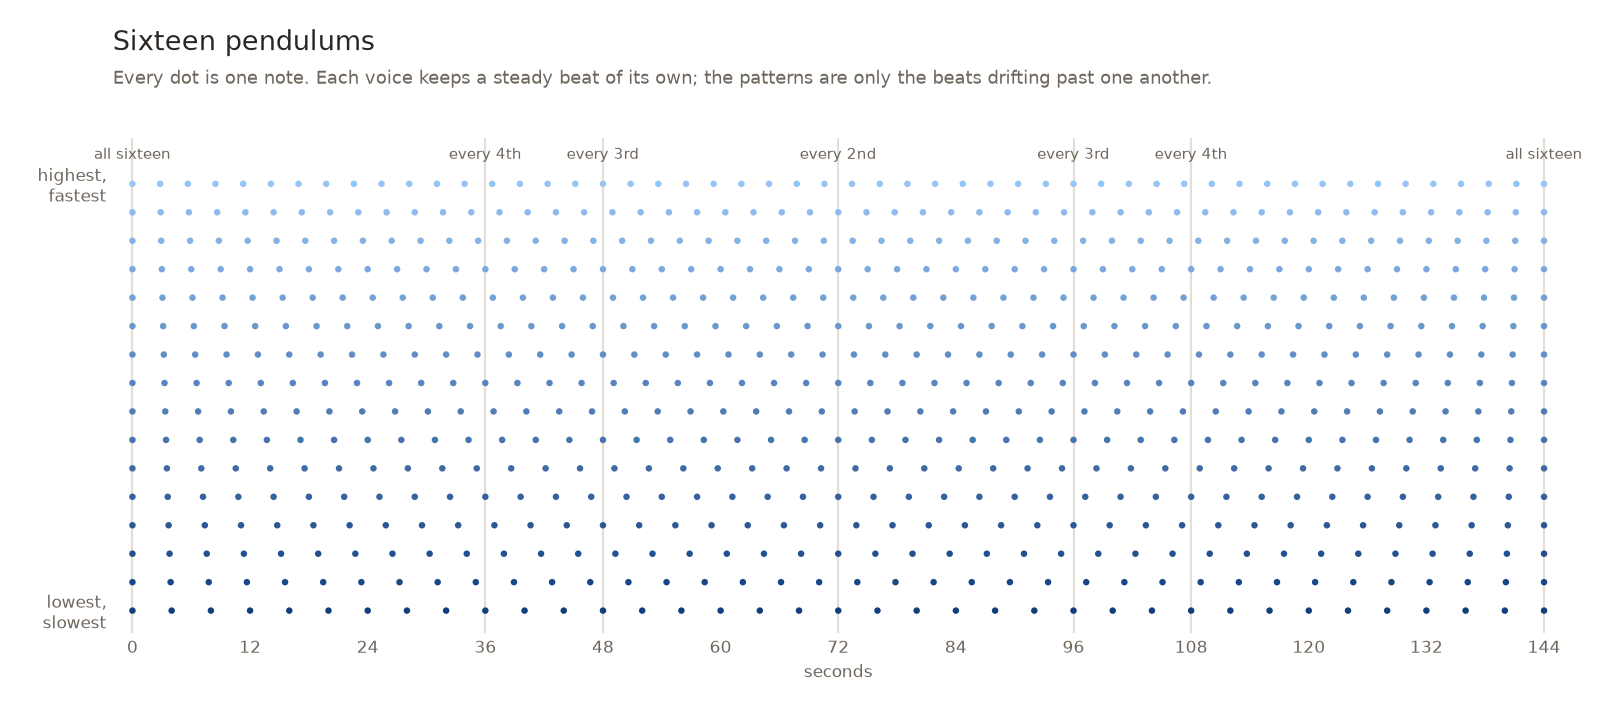 Sixteen pendulums
Every dot is one note. Each voice keeps a steady beat of its own; the patterns are only the beats drifting past one another.
all sixteen
every 4th
every 3rd
every 2nd
every 3rd
every 4th
all sixteen
highest,
fastest
lowest,
slowest
0
12
24
36
48
60
72
84
96
108
120
132
144
seconds